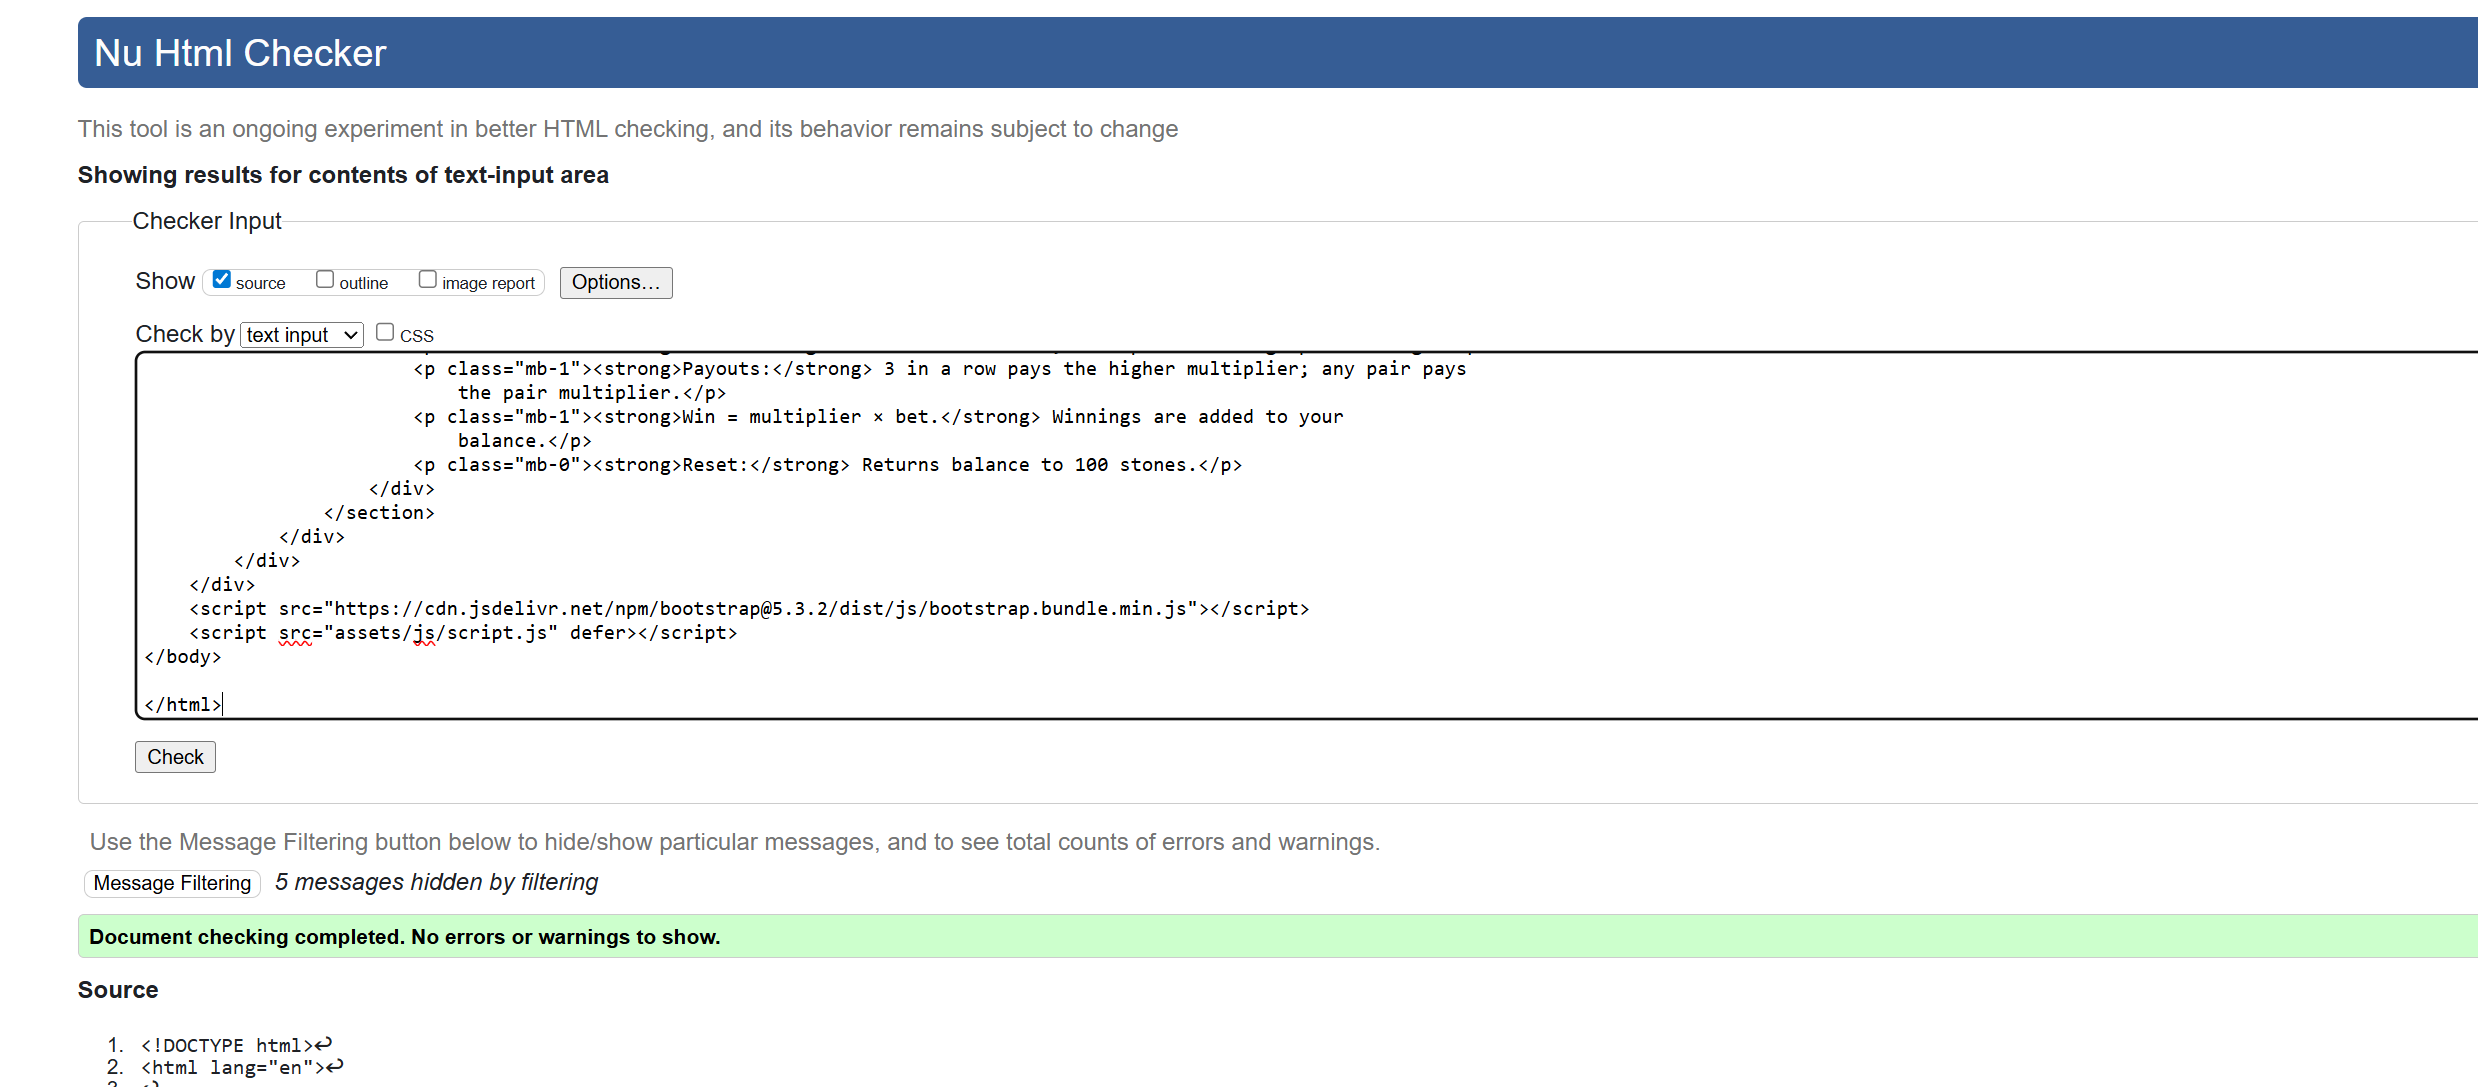 Nu Html Checker
This tool is an ongoing experiment in better HTML checking, and its behavior remains subject to change
Showing results for contents of text-input area
Checker Input
Show source outline image report Options...
Check by text input CSS
<p class="mb-1"><strong>Payouts:</strong> 3 in a row pays the higher multiplier; any pair pays
the pair multiplier.</p>
<p class="mb-1"><strong>Win = multiplier × bet.</strong> Winnings are added to your
balance.</p>
<p class="mb-0"><strong>Reset:</strong> Returns balance to 100 stones.</p>
</div>
</section>
</div>
</div>
</div>
<script src="https://cdn.jsdelivr.net/npm/bootstrap@5.3.2/dist/js/bootstrap.bundle.min.js"></script>
<script src="assets/js/script.js" defer></script>
</body>
</html>
Check
Use the Message Filtering button below to hide/show particular messages, and to see total counts of errors and warnings.
Message Filtering 5 messages hidden by filtering
Document checking completed. No errors or warnings to show.
Source
1. <!DOCTYPE html>↩
2. <html lang="en">↩